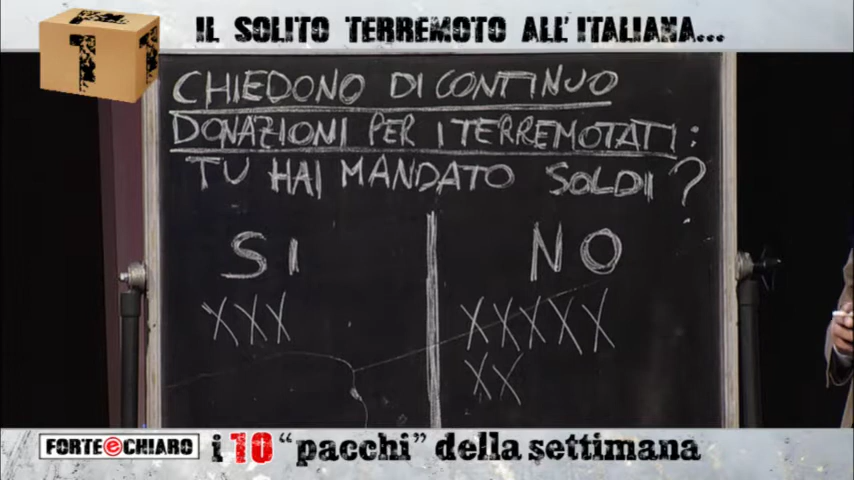 IL SOLITO TERREMOTO ALL'ITALIANA...
1
CHIEDONO DI CONTINUO
DONAZIONI PER I TERREMOTATI:
TU HAI MANDATO SOLDI?
SI NO
XXX XXXXX
XX
FORTE e CHIARO i 10 "pacchi" della settimana